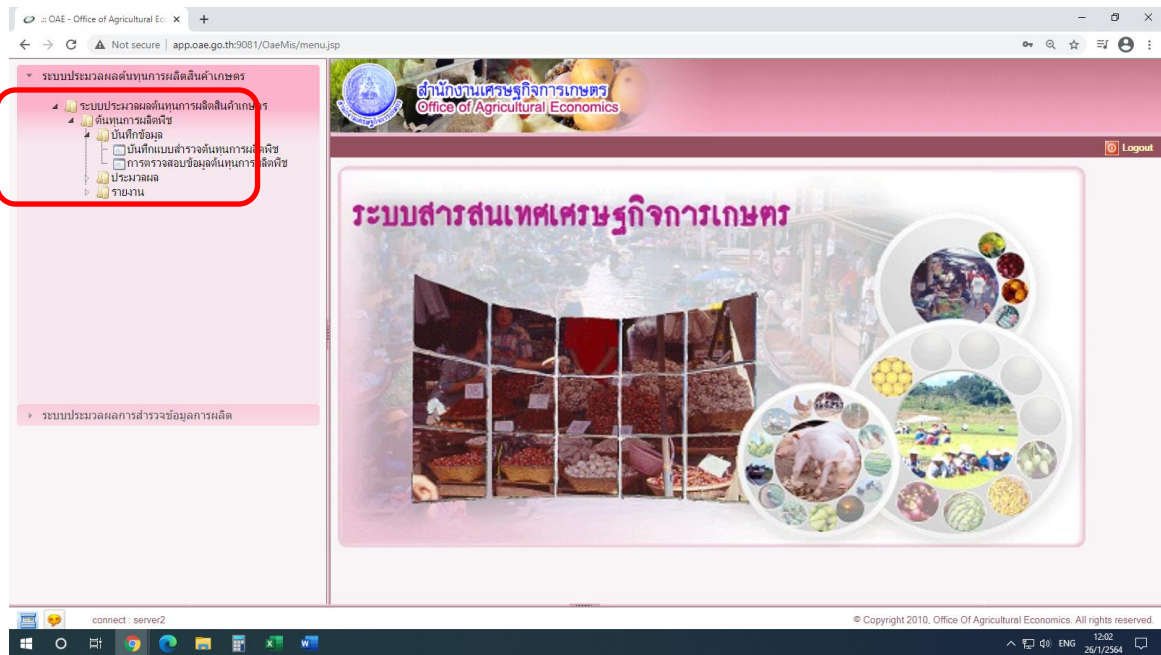 .: OAE - Office of Agricultural Ec
Not secure | app.oae.go.th:9081/OaeMis/menu.jsp
ระบบประมวลผลต้นทุนการผลิตสินค้าเกษตร
ระบบประมวลผลต้นทุนการผลิตสินค้าเกษตร
ต้นทุนการผลิตพืช
บันทึกข้อมูล
บันทึกแบบสำรวจต้นทุนการผลิตพืช
การตรวจสอบข้อมูลต้นทุนการผลิตพืช
ประมวลผล
รายงาน
ระบบประมวลผลการสำรวจข้อมูลการผลิต
สำนักงานเศรษฐกิจการเกษตร
Office of Agricultural Economics
Logout
ระบบสารสนเทศเศรษฐกิจการเกษตร
connect : server2
© Copyright 2010, Office Of Agricultural Economics. All rights reserved.
ENG
12:02
26/1/2564